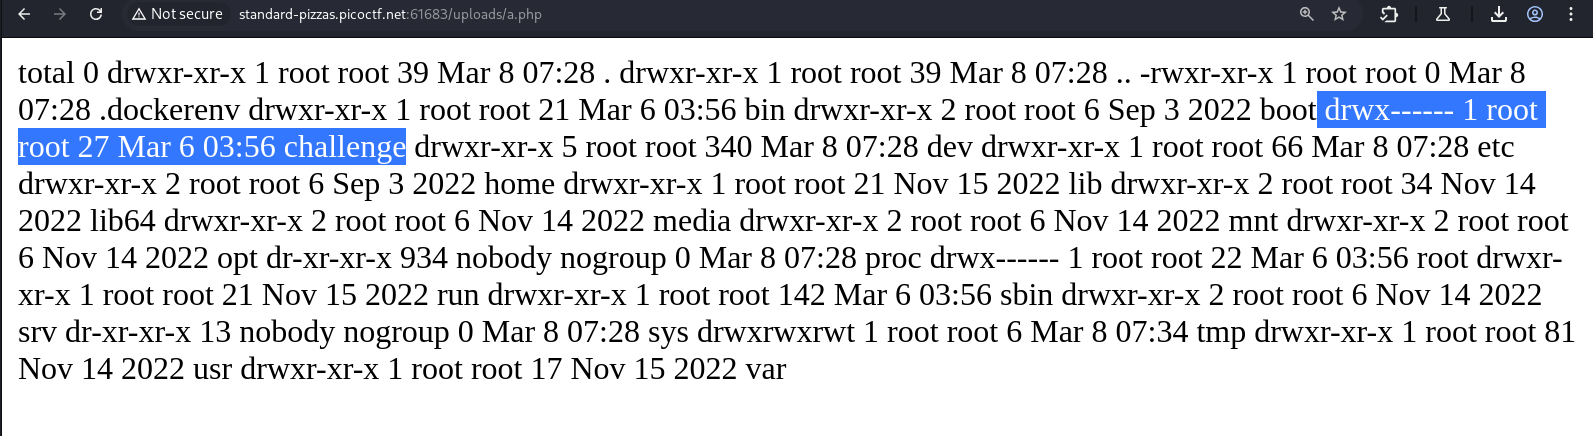 Not secure standard-pizzas.picoctf.net:61683/uploads/a.php
total 0 drwxr-xr-x 1 root root 39 Mar 8 07:28 . drwxr-xr-x 1 root root 39 Mar 8 07:28 .. -rwxr-xr-x 1 root root 0 Mar 8
07:28 .dockerenv drwxr-xr-x 1 root root 21 Mar 6 03:56 bin drwxr-xr-x 2 root root 6 Sep 3 2022 boot drwx------ 1 root
root 27 Mar 6 03:56 challenge drwxr-xr-x 5 root root 340 Mar 8 07:28 dev drwxr-xr-x 1 root root 66 Mar 8 07:28 etc
drwxr-xr-x 2 root root 6 Sep 3 2022 home drwxr-xr-x 1 root root 21 Nov 15 2022 lib drwxr-xr-x 2 root root 34 Nov 14
2022 lib64 drwxr-xr-x 2 root root 6 Nov 14 2022 media drwxr-xr-x 2 root root 6 Nov 14 2022 mnt drwxr-xr-x 2 root root
6 Nov 14 2022 opt dr-xr-xr-x 934 nobody nogroup 0 Mar 8 07:28 proc drwx------ 1 root root 22 Mar 6 03:56 root drwxr-
xr-x 1 root root 21 Nov 15 2022 run drwxr-xr-x 1 root root 142 Mar 6 03:56 sbin drwxr-xr-x 2 root root 6 Nov 14 2022
srv dr-xr-xr-x 13 nobody nogroup 0 Mar 8 07:28 sys drwxrwxrwt 1 root root 6 Mar 8 07:34 tmp drwxr-xr-x 1 root root 81
Nov 14 2022 usr drwxr-xr-x 1 root root 17 Nov 15 2022 var